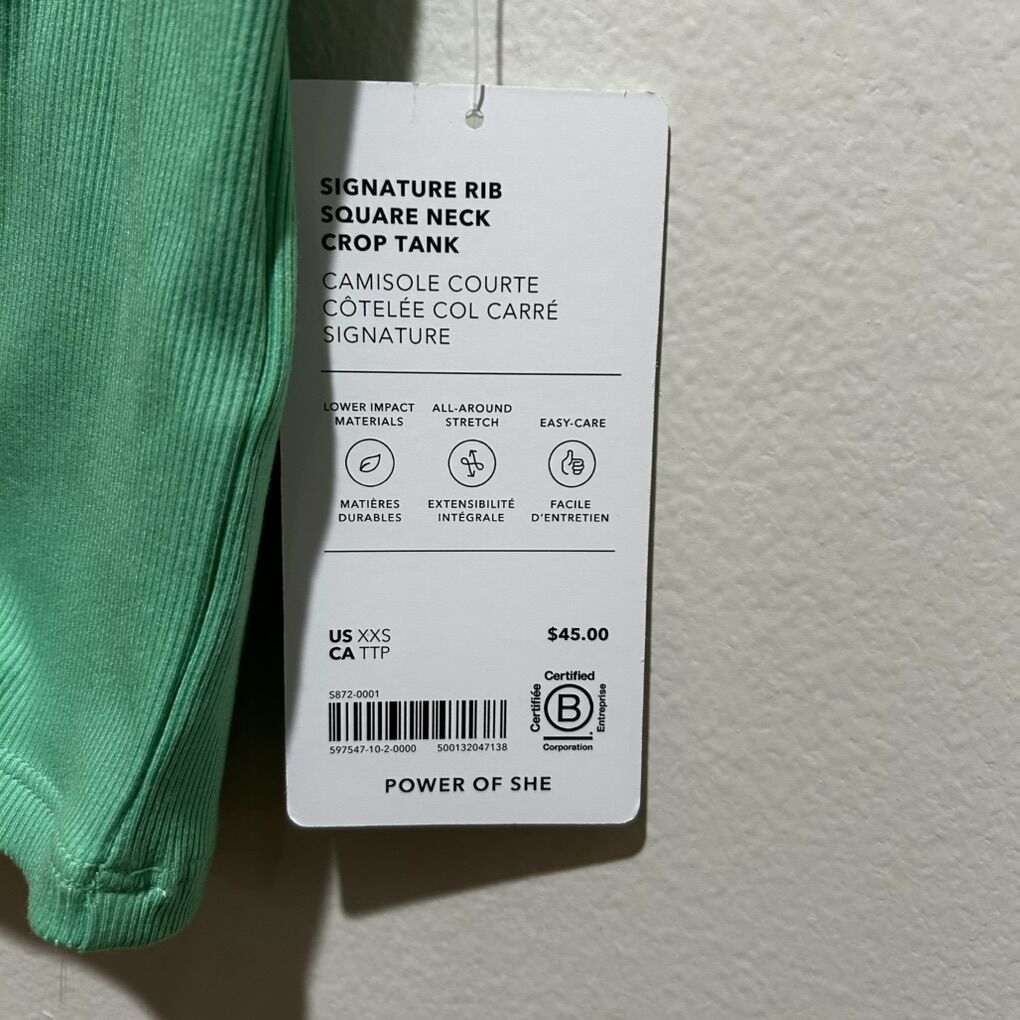 SIGNATURE RIB
SQUARE NECK
CROP TANK
CAMISOLE COURTE
CÔTELÉE COL CARRÉ
SIGNATURE
LOWER IMPACT
MATERIALS
MATIÈRES
DURABLES
ALL-AROUND
STRETCH
EXTENSIBILITÉ
INTÉGRALE
EASY-CARE
FACILE
D'ENTRETIEN
US XXS
CA TTP
$45.00
S872-0001
597547-10-2-0000 500132047138
Certified
Certifiée
B
Entreprise
Corporation
POWER OF SHE